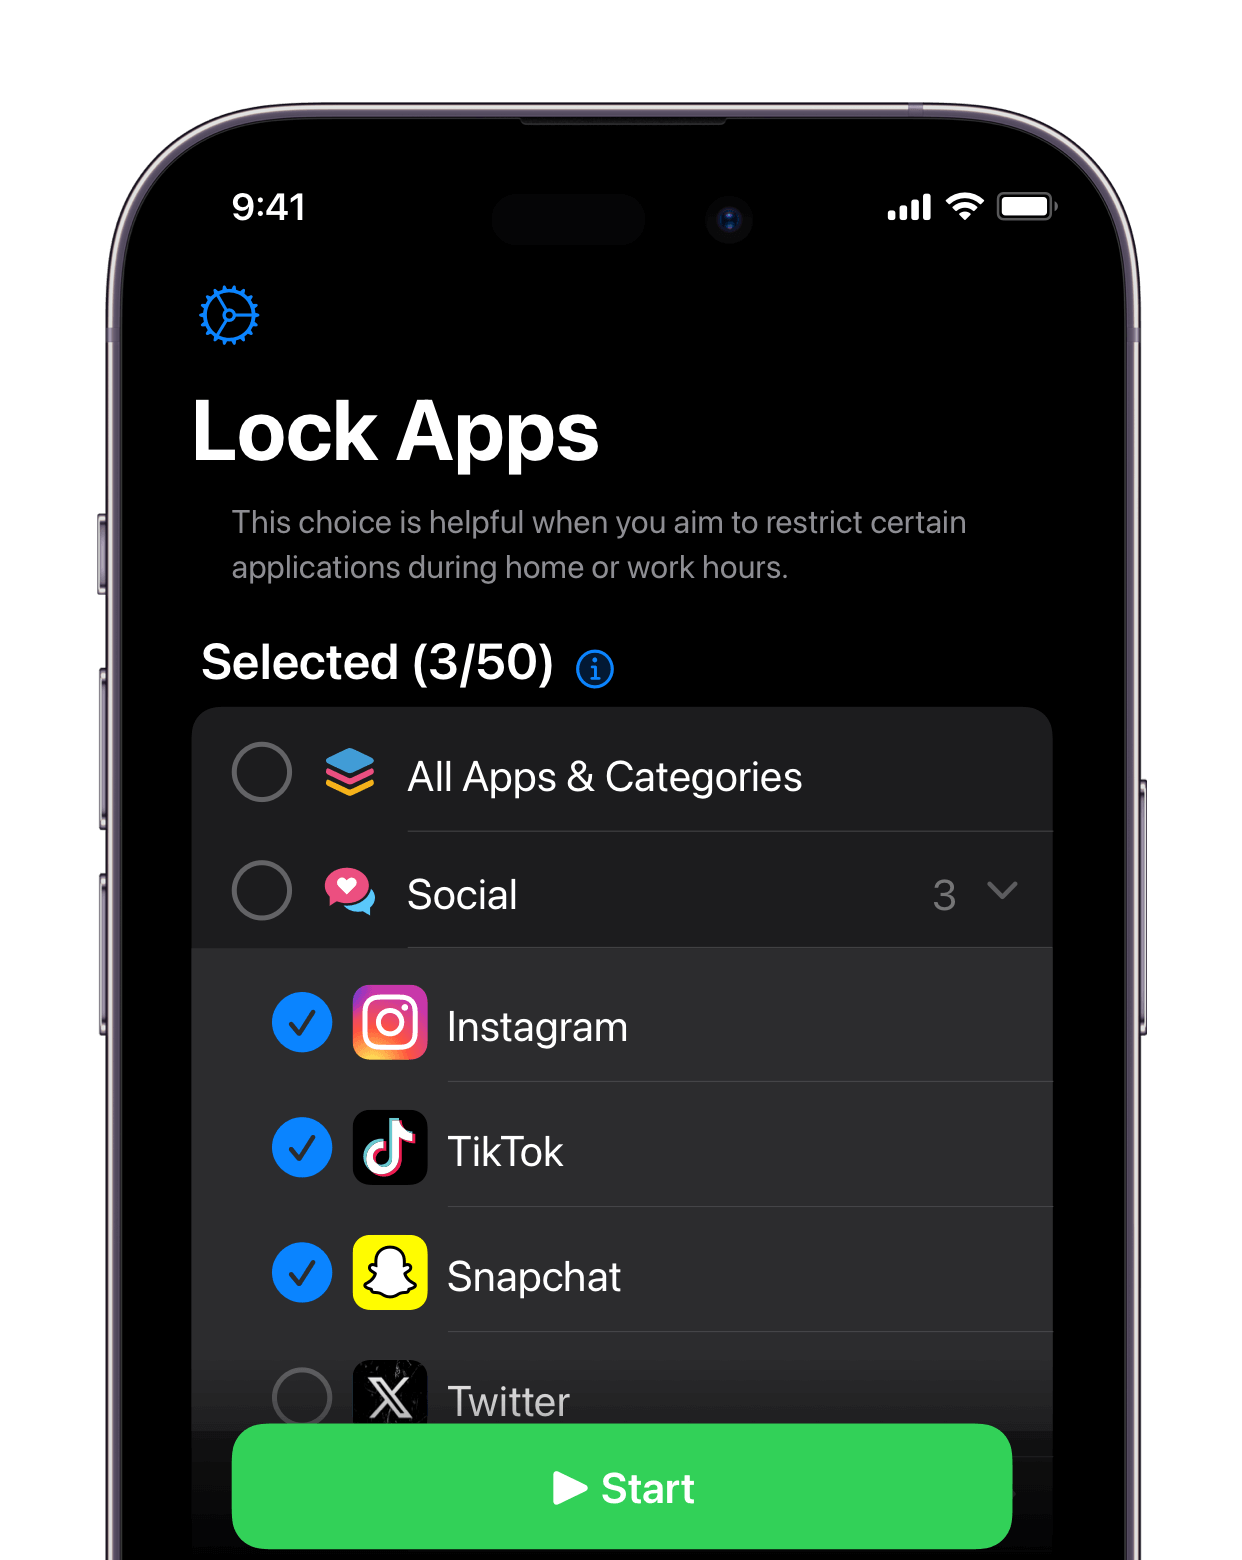 9:41
Lock Apps
This choice is helpful when you aim to restrict certain
applications during home or work hours.
Selected (3/50)
All Apps & Categories
Social 3
Instagram
TikTok
Snapchat
Twitter
Start